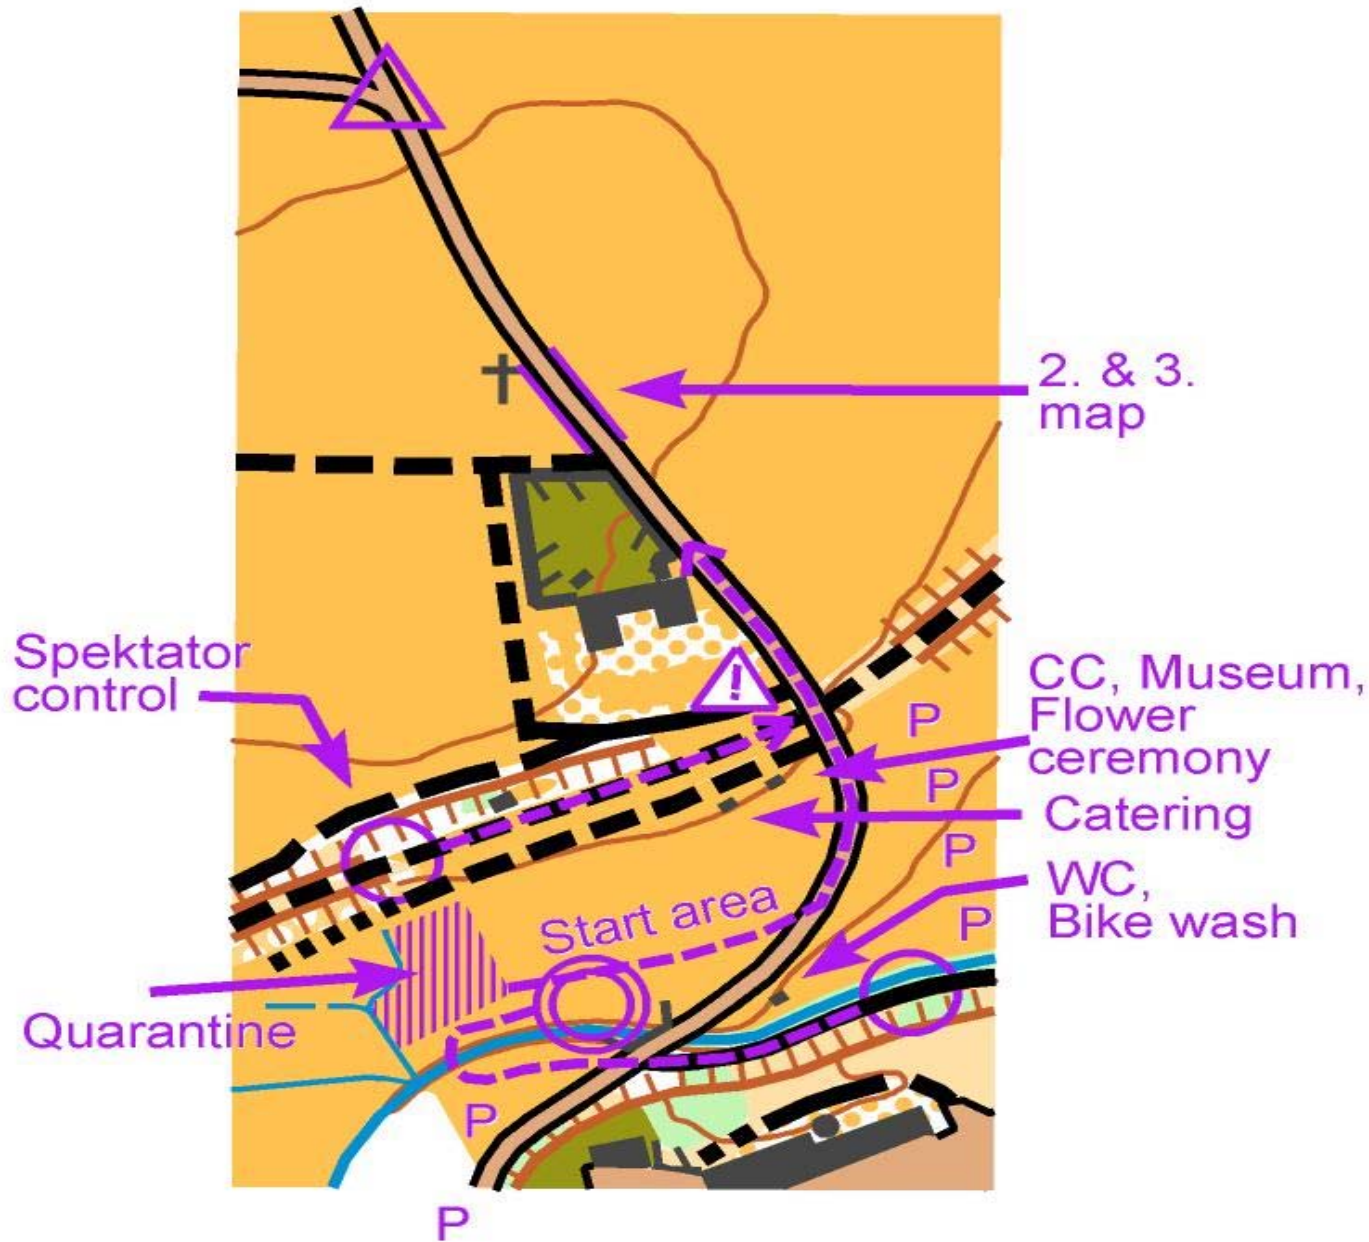 2. & 3.
map
Spektator
control
CC, Museum,
Flower
ceremony
!
P
P
Catering
P
WC,
Bike wash
Start area
P
Quarantine
P
P